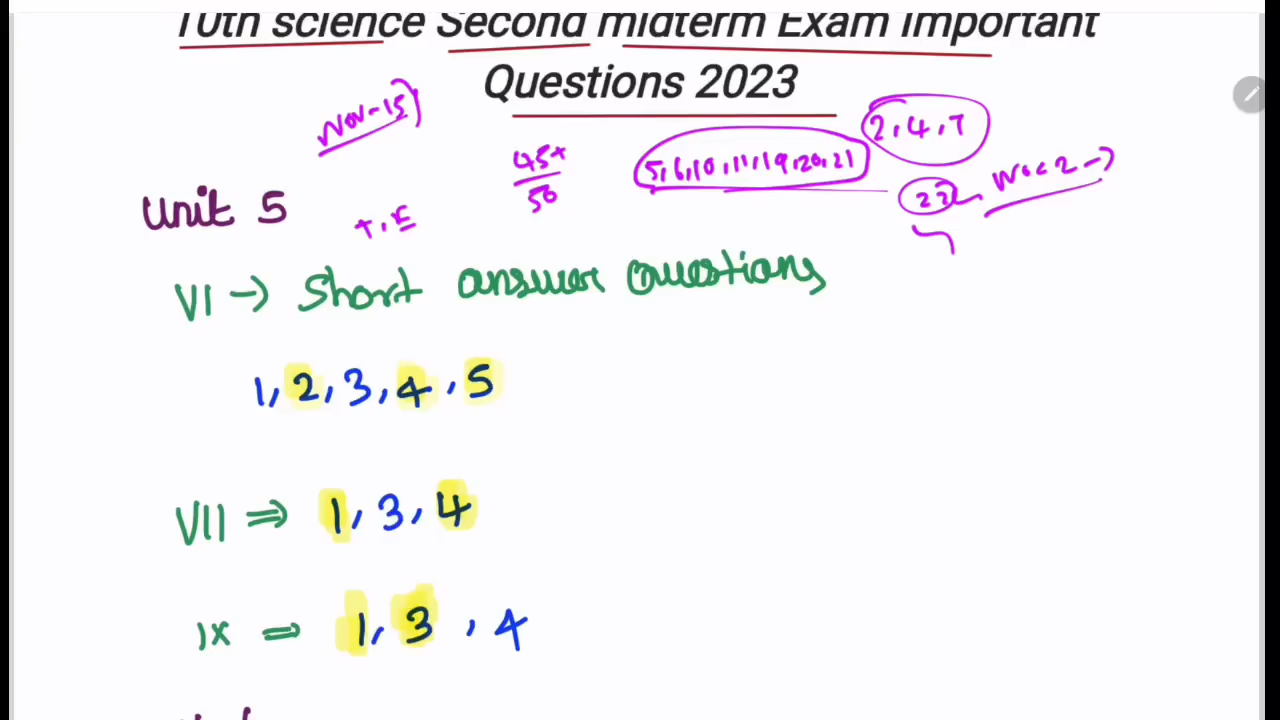 10th science Second midterm Exam Important
Questions 2023
Nov-15)
45+
50
5,6,10,11,19,20,21
2,4,7
22
Unit 5
VI → Short answer questions
1, 2, 3, 4, 5
VII ⇒ 1, 3, 4
IX ⇒ 1, 3, 4